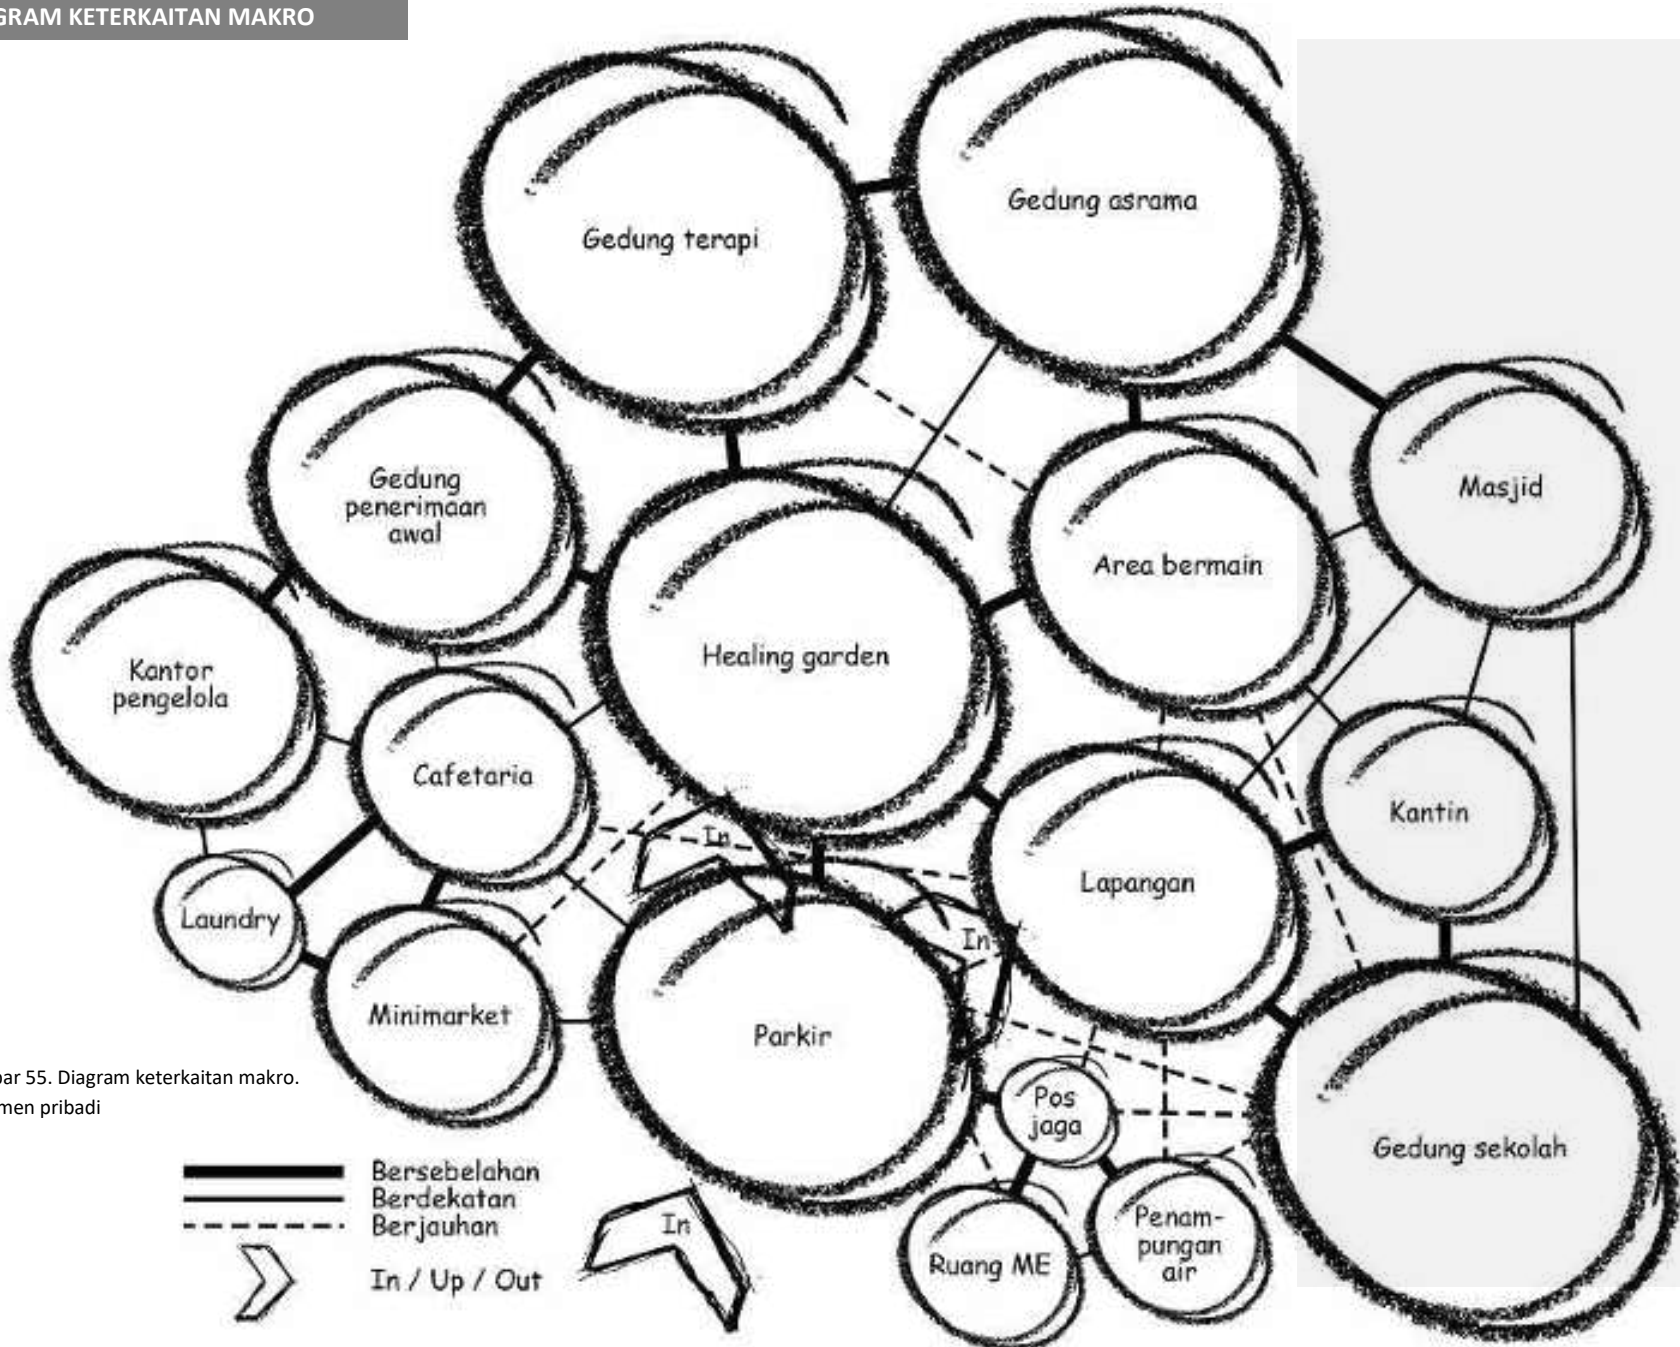 GRAM KETERKAITAN MAKRO
Gedung asrama
Gedung terapi
Gedung
penerimaan
awal
Masjid
Area bermain
Healing garden
Kantor
pengelola
Cafetaria
Kantin
In
Lapangan
Laundry
In
Minimarket
Parkir
bar 55. Diagram keterkaitan makro.
men pribadi
Pos
jaga
Gedung sekolah
Bersebelahan
Berdekatan
Berjauhan
In / Up / Out
In
Ruang ME
Penam-
pungan
air